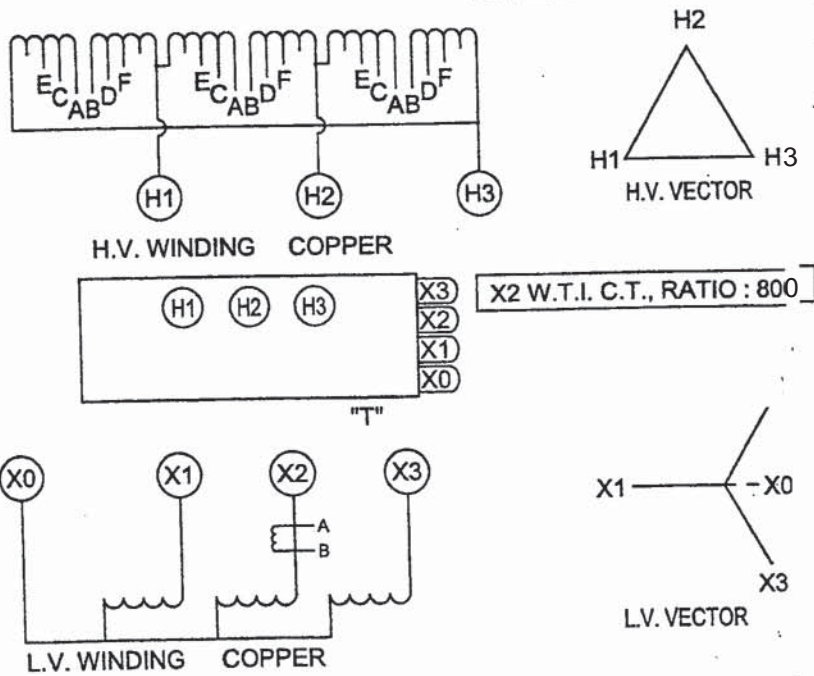 H2
E C A B D F E C A B D F E C A B D F
H1 H2 H3
H1 H3
H.V. VECTOR
H.V. WINDING COPPER
H1 H2 H3
X3
X2
X1
X0
X2 W.T.I. C.T., RATIO : 800
"T"
X0 X1 X2 X3
A
B
X1 X0
X3
L.V. VECTOR
L.V. WINDING COPPER